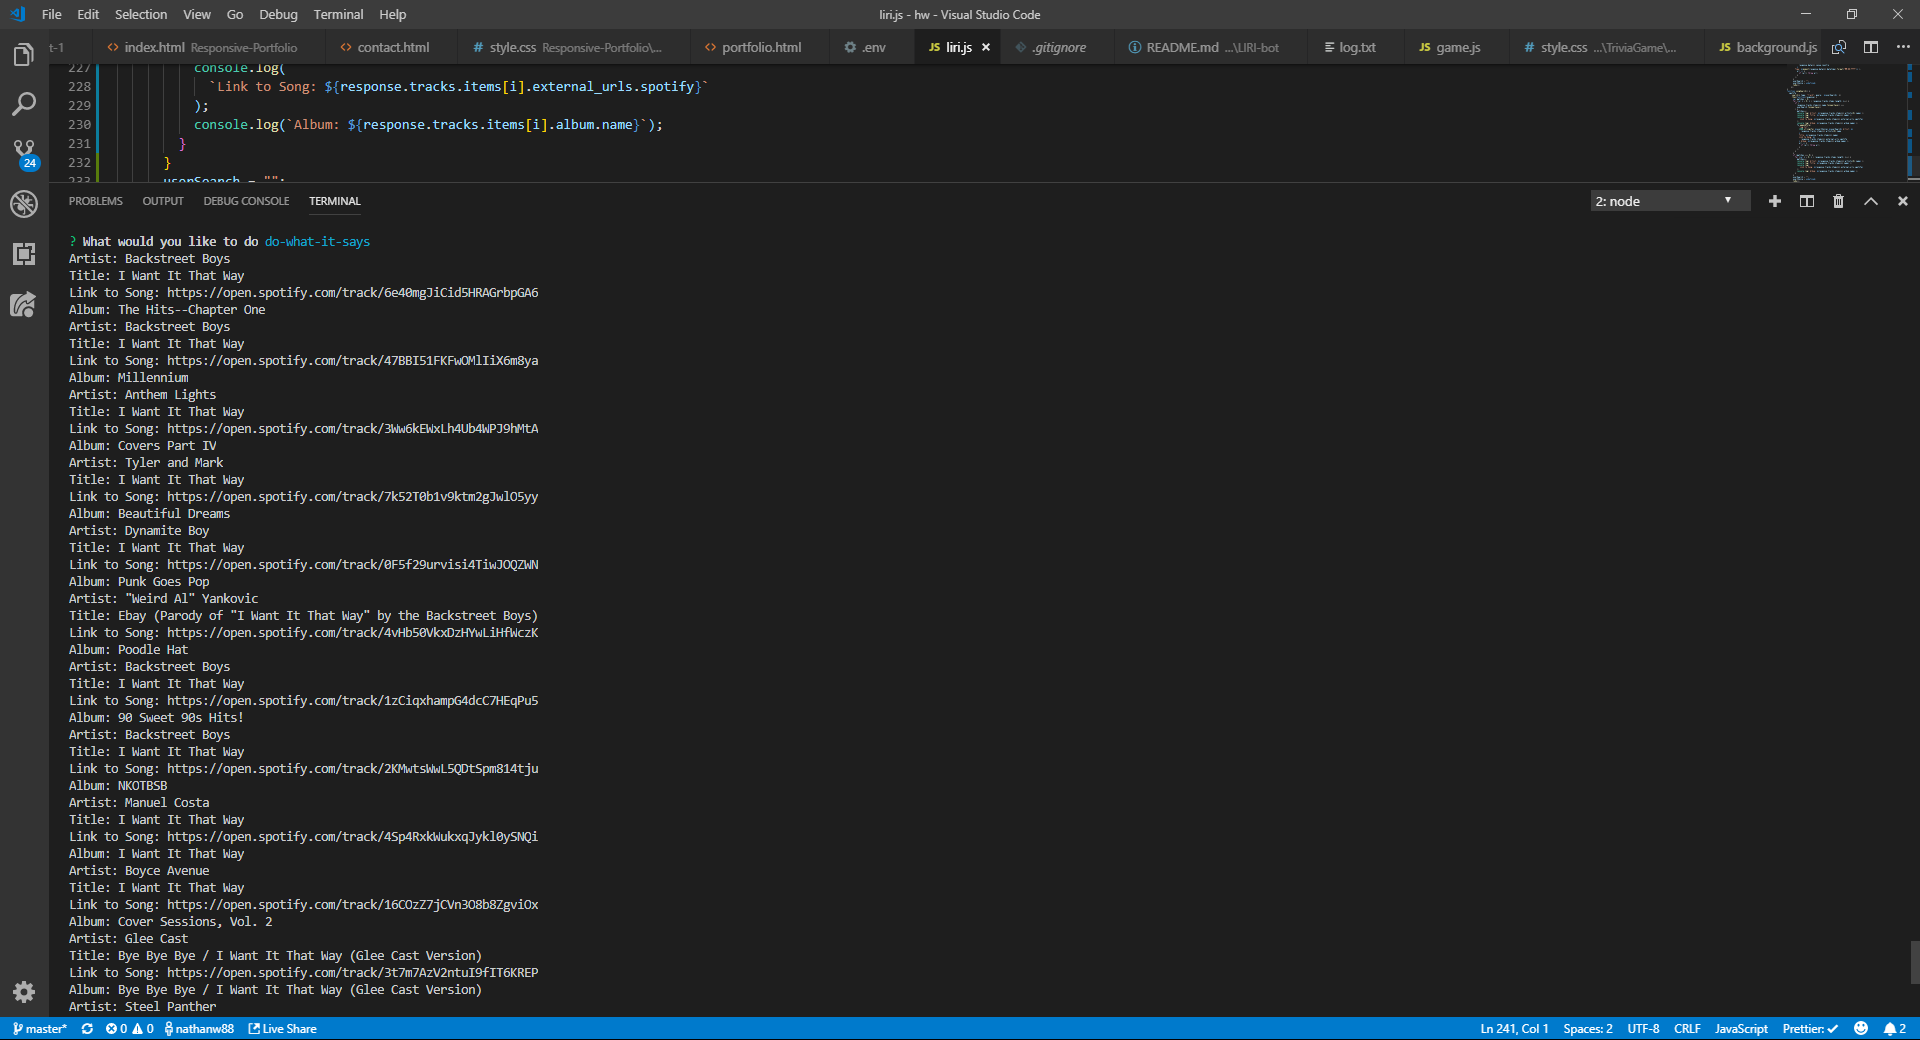 File Edit Selection View Go Debug Terminal Help liri.js - hw - Visual Studio Code
t-1 <> index.html Responsive-Portfolio <> contact.html # style.css Responsive-Portfolio\... <> portfolio.html .env JS liri.js × .gitignore README.md ...\LIRI-bot log.txt JS game.js # style.css ...\TriviaGame\... JS background.js ...
227 console.log(
228 `Link to Song: ${response.tracks.items[i].external_urls.spotify}`
229 );
230 console.log(`Album: ${response.tracks.items[i].album.name}`);
231 }
232 }
233 userSearch = "";
24
PROBLEMS OUTPUT DEBUG CONSOLE TERMINAL 2: node
? What would you like to do do-what-it-says
Artist: Backstreet Boys
Title: I Want It That Way
Link to Song: https://open.spotify.com/track/6e40mgJiCid5HRAGrbpGA6
Album: The Hits--Chapter One
Artist: Backstreet Boys
Title: I Want It That Way
Link to Song: https://open.spotify.com/track/47BBI51FKFwOMlIiX6m8ya
Album: Millennium
Artist: Anthem Lights
Title: I Want It That Way
Link to Song: https://open.spotify.com/track/3Ww6kEWxLh4Ub4WPJ9hMtA
Album: Covers Part IV
Artist: Tyler and Mark
Title: I Want It That Way
Link to Song: https://open.spotify.com/track/7k52T0b1v9ktm2gJwlO5yy
Album: Beautiful Dreams
Artist: Dynamite Boy
Title: I Want It That Way
Link to Song: https://open.spotify.com/track/0F5f29urvisi4TiwJOQZWN
Album: Punk Goes Pop
Artist: "Weird Al" Yankovic
Title: Ebay (Parody of "I Want It That Way" by the Backstreet Boys)
Link to Song: https://open.spotify.com/track/4vHb50VkxDzHYwLiHfWczK
Album: Poodle Hat
Artist: Backstreet Boys
Title: I Want It That Way
Link to Song: https://open.spotify.com/track/1zCiqxhampG4dcC7HEqPu5
Album: 90 Sweet 90s Hits!
Artist: Backstreet Boys
Title: I Want It That Way
Link to Song: https://open.spotify.com/track/2KMwtsWwL5QDtSpm814tju
Album: NKOTBSB
Artist: Manuel Costa
Title: I Want It That Way
Link to Song: https://open.spotify.com/track/4Sp4RxkWukxqJykl0ySNQi
Album: I Want It That Way
Artist: Boyce Avenue
Title: I Want It That Way
Link to Song: https://open.spotify.com/track/16COzZ7jCVn3O8b8ZgviOx
Album: Cover Sessions, Vol. 2
Artist: Glee Cast
Title: Bye Bye Bye / I Want It That Way (Glee Cast Version)
Link to Song: https://open.spotify.com/track/3t7m7AzV2ntuI9fIT6KREP
Album: Bye Bye Bye / I Want It That Way (Glee Cast Version)
Artist: Steel Panther
master* 0 0 nathanw88 Live Share Ln 241, Col 1 Spaces: 2 UTF-8 CRLF JavaScript Prettier: ✓ 2